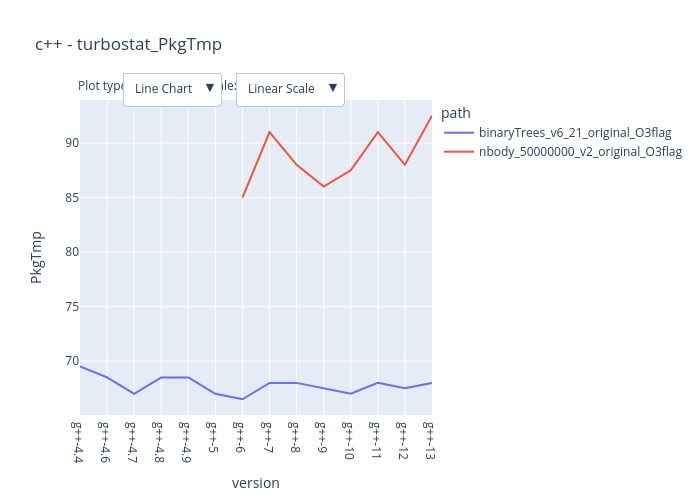 c++ - turbostat_PkgTmp
Plot type
Line Chart ▼
Linear Scale ▼
path
binaryTrees_v6_21_original_O3flag
nbody_50000000_v2_original_O3flag
90
85
80
75
70
PkgTmp
g++-4.4
g++-4.6
g++-4.7
g++-4.8
g++-4.9
g++-5
g++-6
g++-7
g++-8
g++-9
g++-10
g++-11
g++-12
g++-13
version